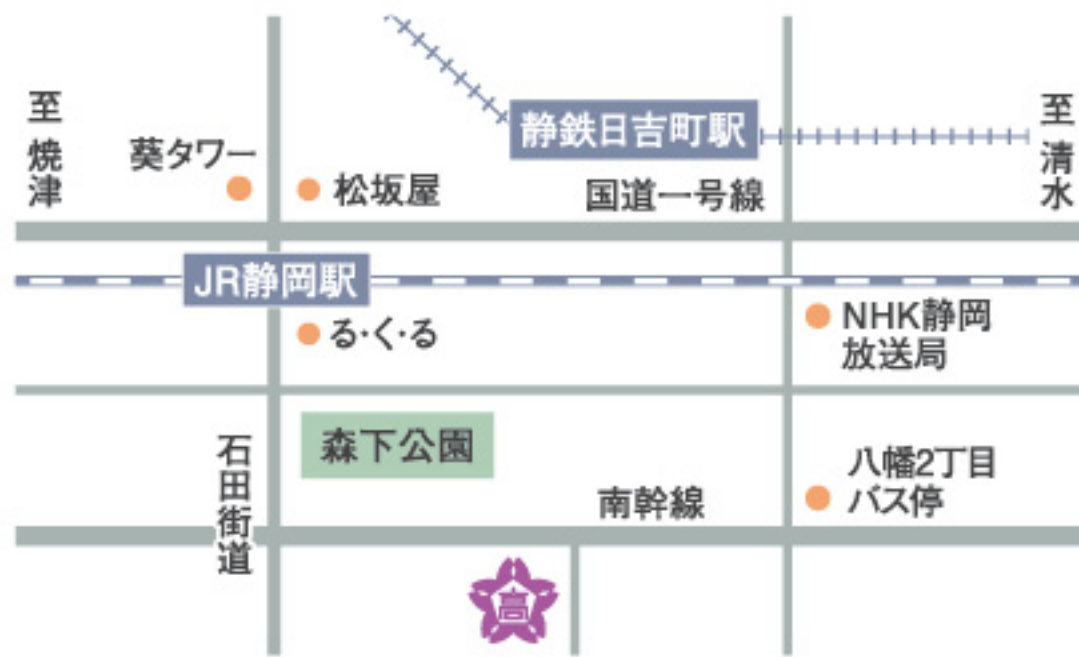 静鉄日吉町駅
至焼津
至清水
葵タワー
松坂屋
国道一号線
JR静岡駅
る・く・る
NHK静岡
放送局
森下公園
石田街道
八幡2丁目
バス停
南幹線
高